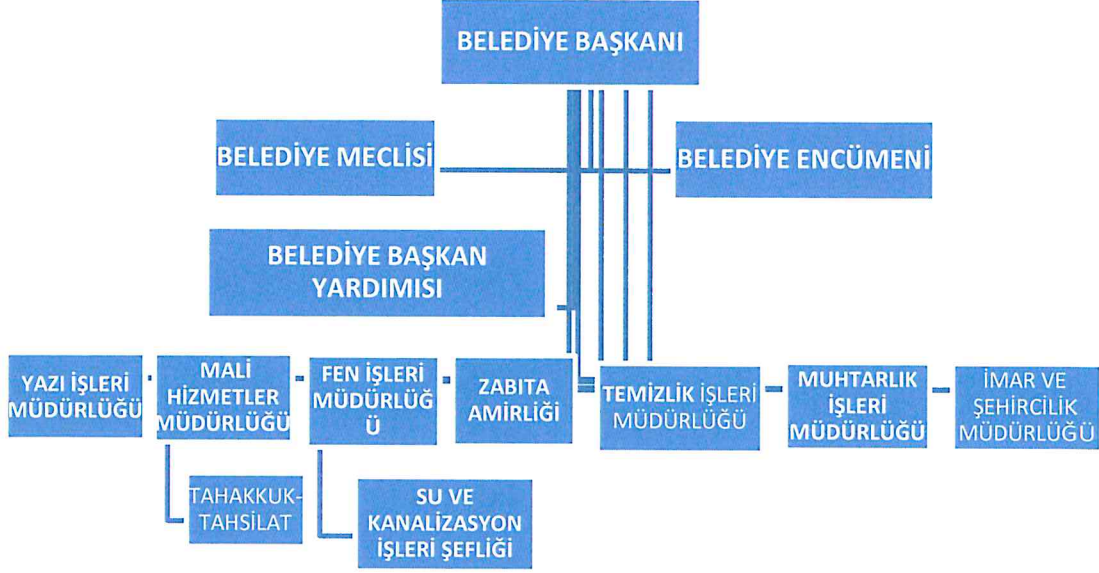 BELEDİYE BAŞKANI
BELEDİYE MECLİSİ
BELEDİYE ENCÜMENİ
BELEDİYE BAŞKAN
YARDIMISI
YAZI İŞLERİ
MÜDÜRLÜĞÜ
MALİ
HİZMETLER
MÜDÜRLÜĞÜ
FEN İŞLERİ
MÜDÜRLÜĞ
Ü
ZABITA
AMİRLİĞİ
TEMİZLİK İŞLERİ
MÜDÜRLÜĞÜ
MUHTARLIK
İŞLERİ
MÜDÜRLÜĞÜ
İMAR VE
ŞEHİRCİLİK
MÜDÜRLÜĞÜ
TAHAKKUK-
TAHSİLAT
SU VE
KANALİZASYON
İŞLERİ ŞEFLİĞİ